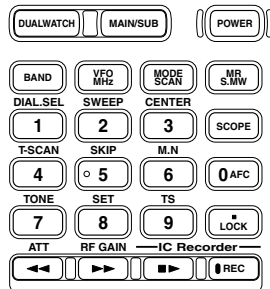 DUALWATCH MAIN/SUB POWER
BAND VFO MHz MODE SCAN MR S.MW
DIAL.SEL SWEEP CENTER
1 2 3 SCOPE
T-SCAN SKIP M.N
4 5 6 0 AFC
TONE SET TS
7 8 9 LOCK
ATT RF GAIN IC Recorder
◄◄ ►► ■► REC